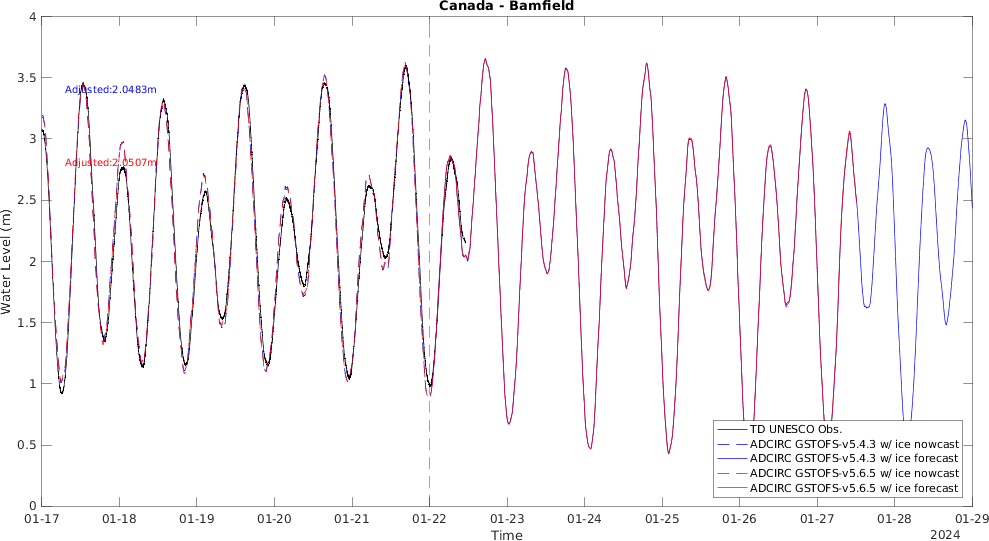 Canada - Bamfield
4
3.5
3
2.5
2
1.5
1
0.5
0
Water Level (m)
Adjusted:2.0483m
Adjusted:2.0507m
TD UNESCO Obs.
ADCIRC GSTOFS-v5.4.3 w/ ice nowcast
ADCIRC GSTOFS-v5.4.3 w/ ice forecast
ADCIRC GSTOFS-v5.6.5 w/ ice nowcast
ADCIRC GSTOFS-v5.6.5 w/ ice forecast
01-17 01-18 01-19 01-20 01-21 01-22 01-23 01-24 01-25 01-26 01-27 01-28 01-29
Time
2024